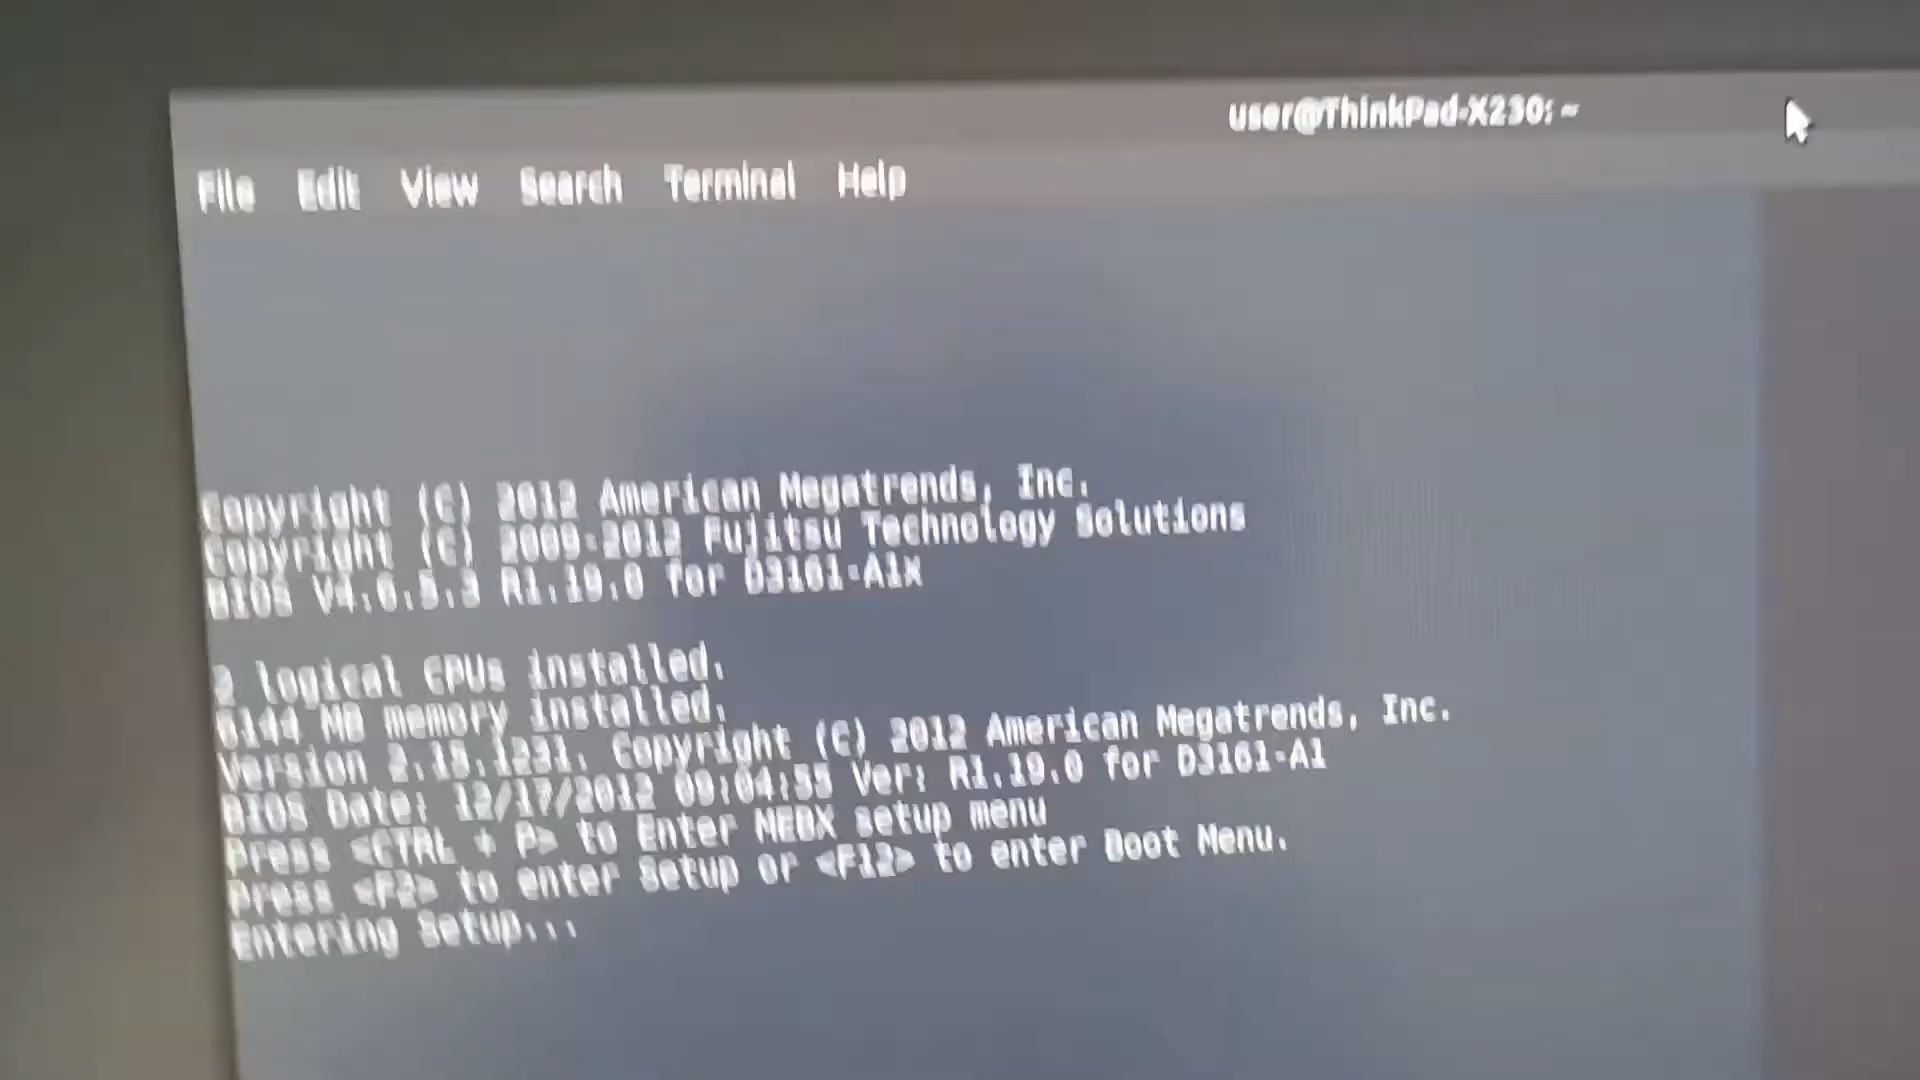 user@ThinkPad-X230: ~
File Edit View Search Terminal Help
Copyright (C) 2012 American Megatrends, Inc.
Copyright (C) 2009-2012 Fujitsu Technology Solutions
BIOS V4.6.5.3 R1.19.0 for D3161-A1x
2 logical CPUs installed.
6144 MB memory installed.
Version 2.15.1231. Copyright (C) 2012 American Megatrends, Inc.
BIOS Date: 12/17/2012 09:04:55 Ver: R1.19.0 for D3161-A1
Press <CTRL + P> to Enter MEBX setup menu
Press <F2> to enter Setup or <F12> to enter Boot Menu.
Entering Setup...